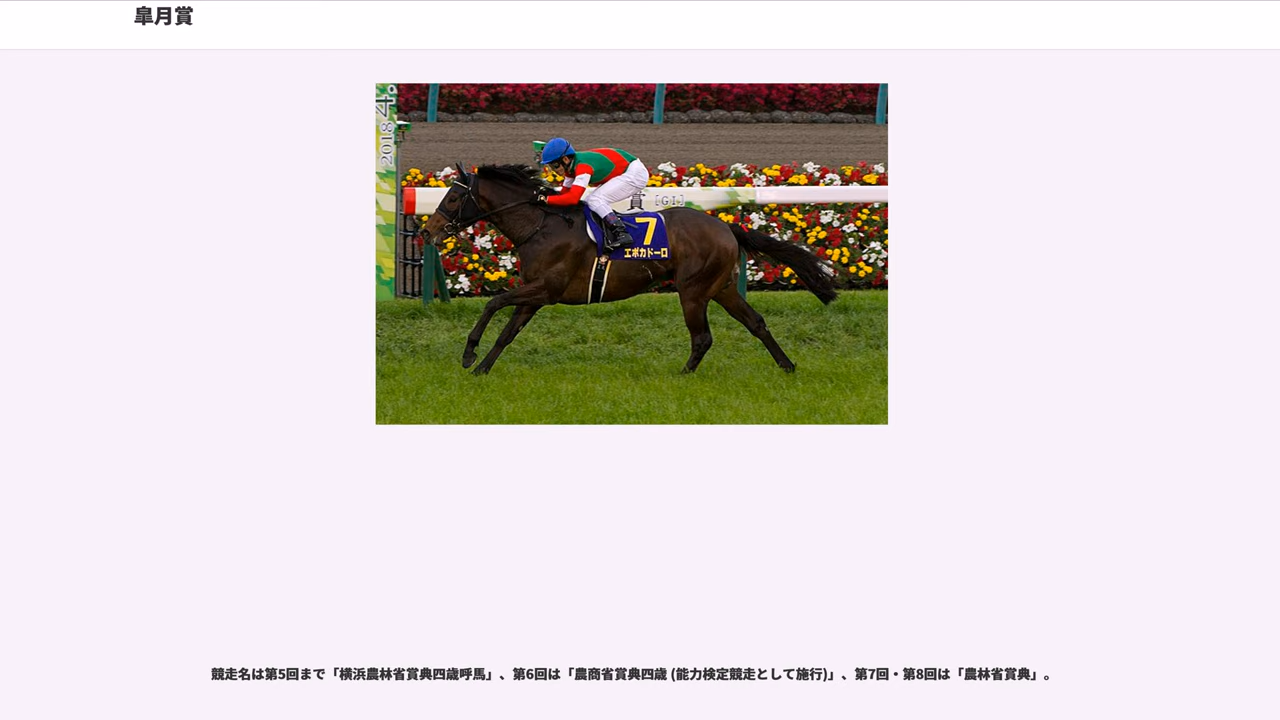 皐月賞
2018 4.
賞 [GI]
7
エポカドーロ
競走名は第5回まで「横浜農林省賞典四歳呼馬」、第6回は「農商省賞典四歳 (能力検定競走として施行)」、第7回・第8回は「農林省賞典」。